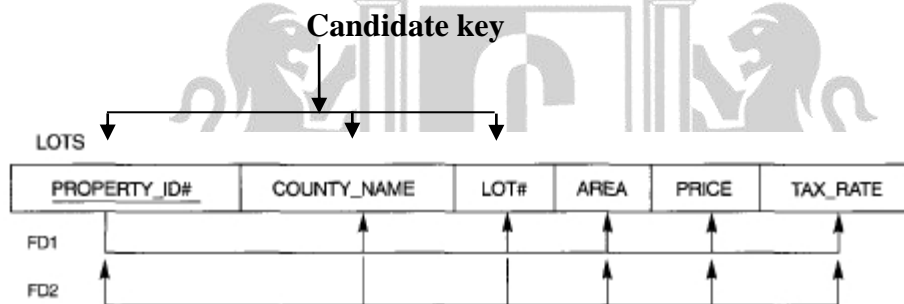 Candidate key
LOTS
PROPERTY_ID# COUNTY_NAME LOT# AREA PRICE TAX_RATE
FD1
FD2